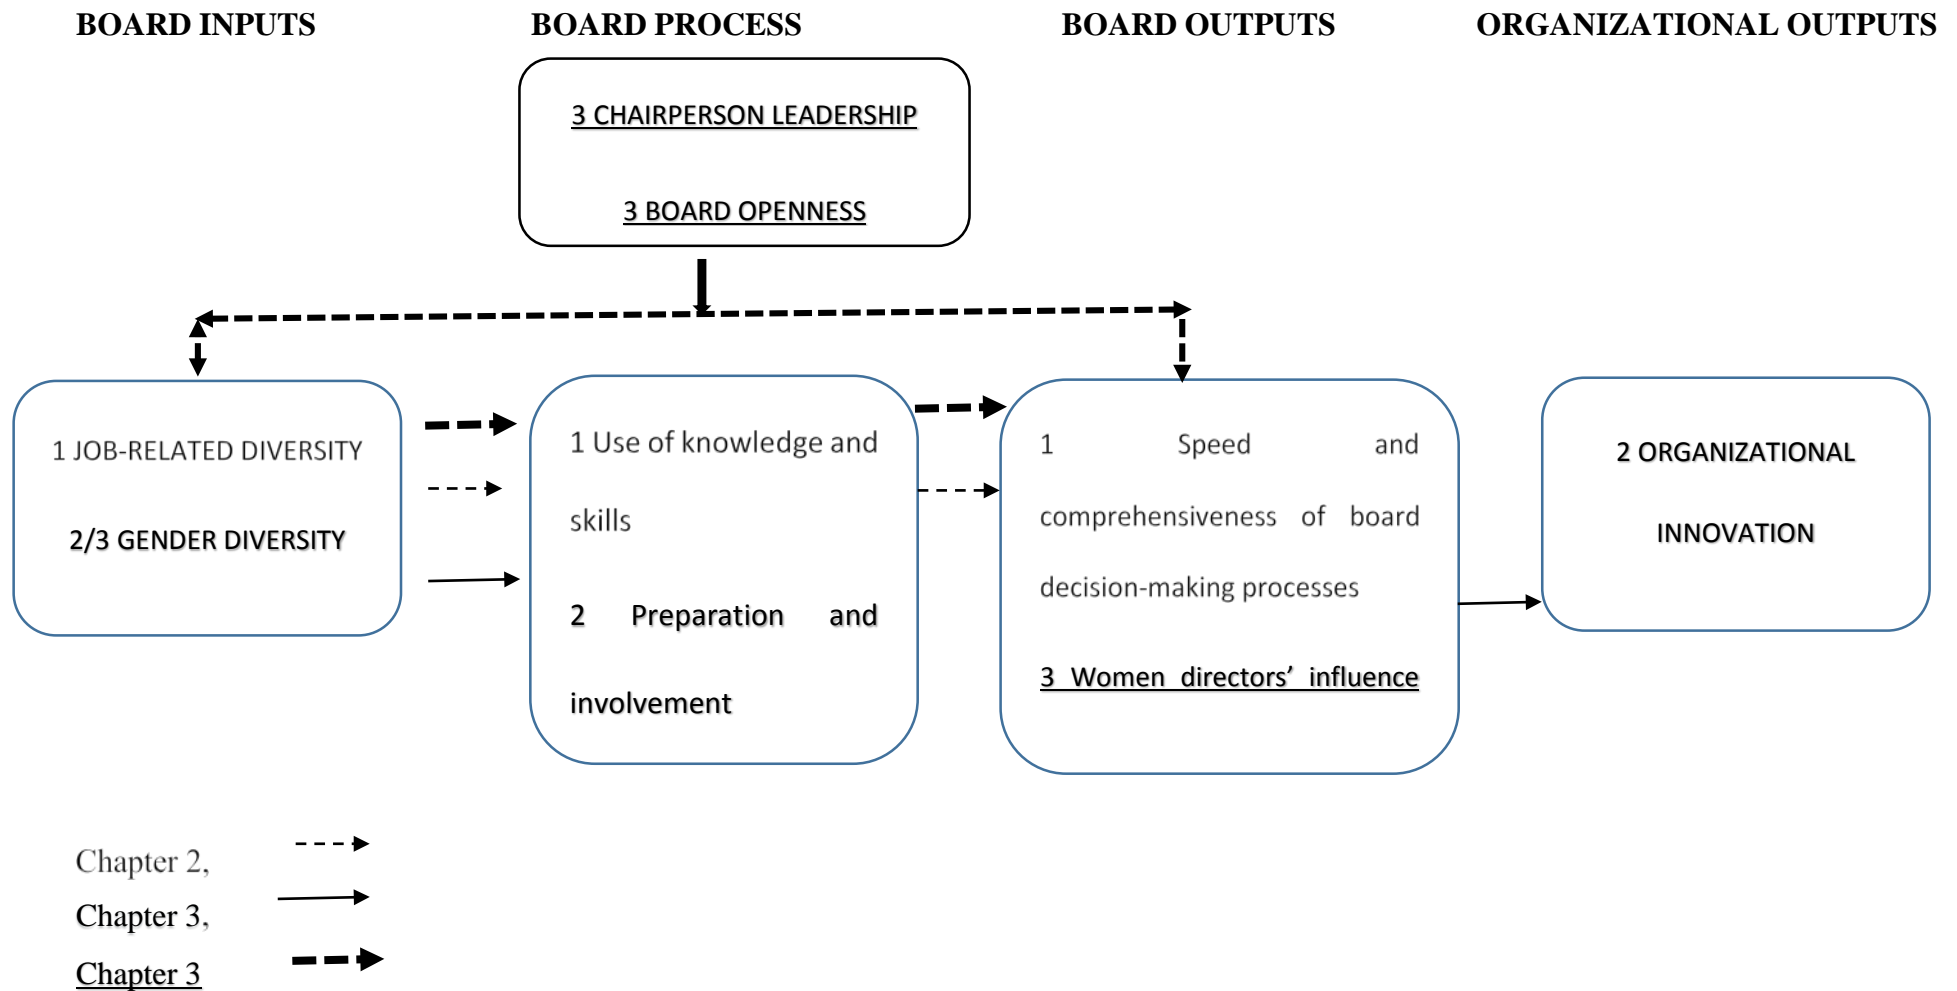 BOARD INPUTS BOARD PROCESS BOARD OUTPUTS ORGANIZATIONAL OUTPUTS
3 CHAIRPERSON LEADERSHIP
3 BOARD OPENNESS
1 JOB-RELATED DIVERSITY
2/3 GENDER DIVERSITY
1 Use of knowledge and
skills
2 Preparation and
involvement
1 Speed and
comprehensiveness of board
decision-making processes
3 Women directors’ influence
2 ORGANIZATIONAL
INNOVATION
Chapter 2,
Chapter 3,
Chapter 3